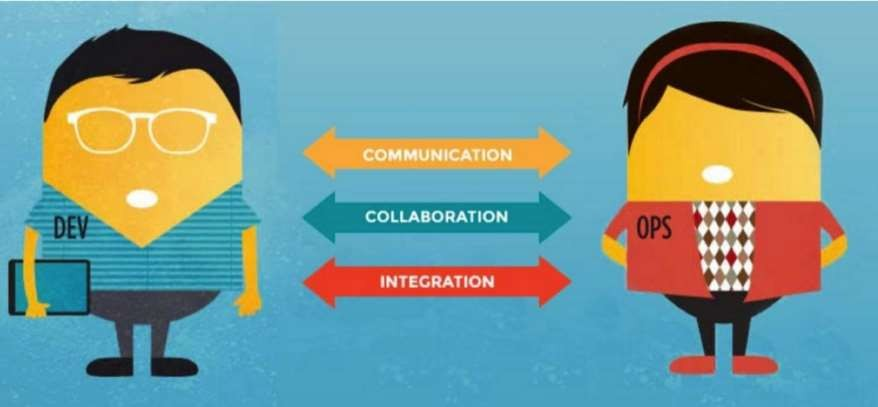 COMMUNICATION
DEV
COLLABORATION
OPS
INTEGRATION